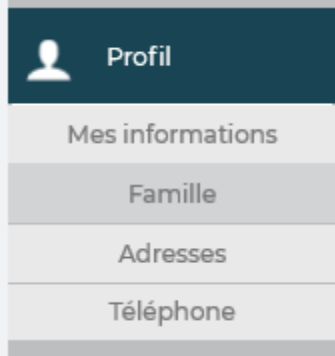 Profil
Mes informations
Famille
Adresses
Téléphone